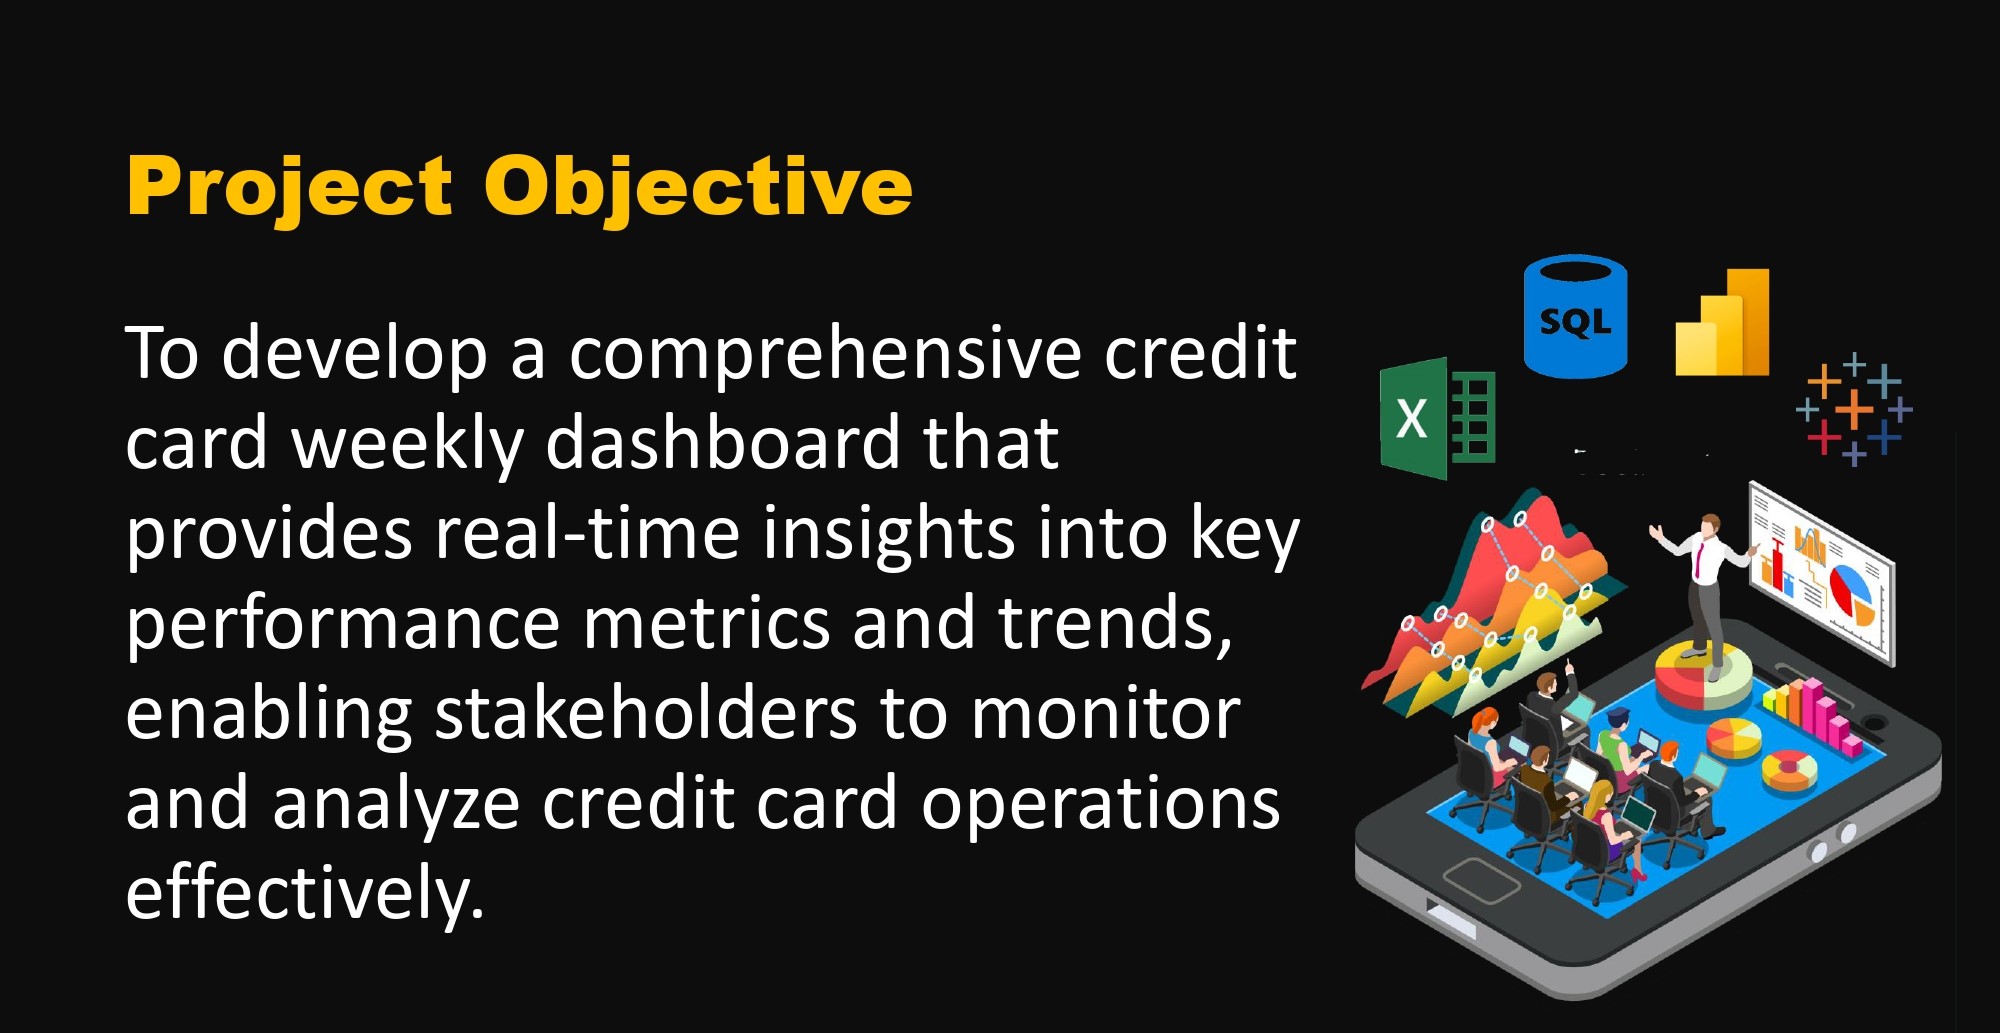 Project Objective
To develop a comprehensive credit
card weekly dashboard that
provides real-time insights into key
performance metrics and trends,
enabling stakeholders to monitor
and analyze credit card operations
effectively.
SQL
X